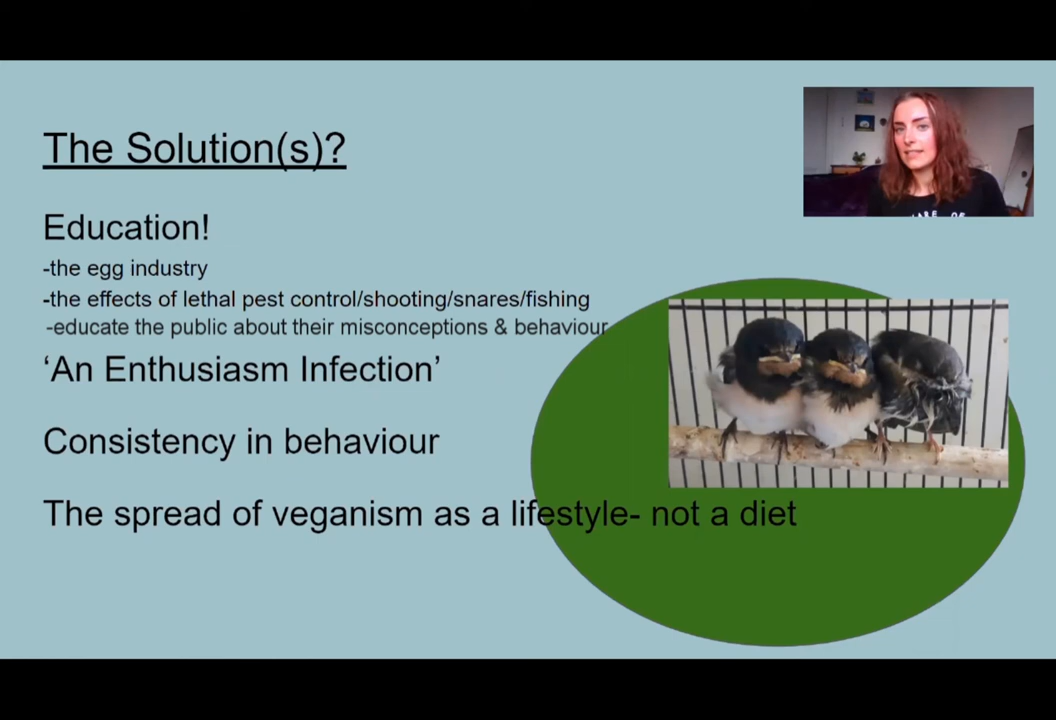 The Solution(s)?
Education!
-the egg industry
-the effects of lethal pest control/shooting/snares/fishing
-educate the public about their misconceptions & behaviour
‘An Enthusiasm Infection’
Consistency in behaviour
The spread of veganism as a lifestyle- not a diet